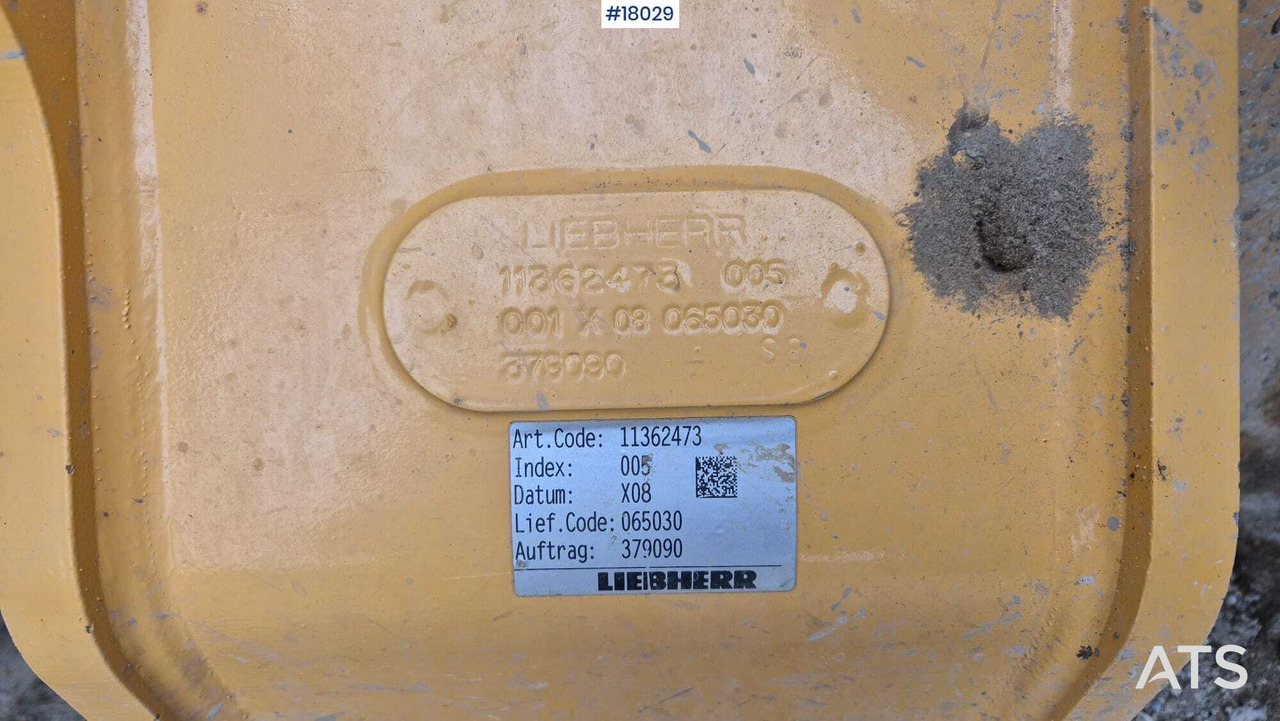 #18029
LIEBHERR
11362473 005
001 X 08 065030
379090
Art.Code: 11362473
Index: 005
Datum: X08
Lief.Code: 065030
Auftrag: 379090
LIEBHERR
ATS